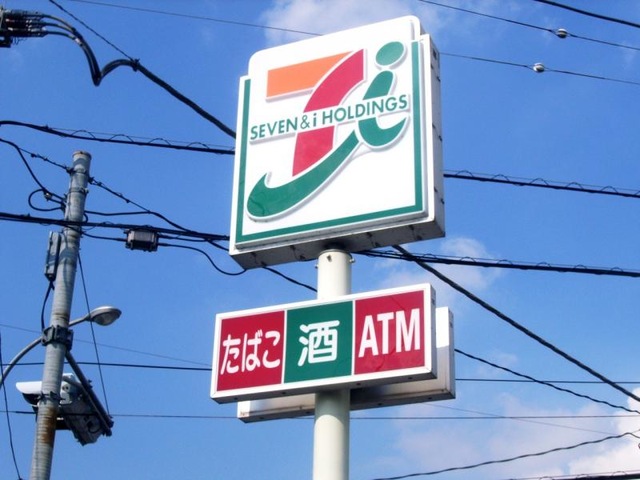 SEVEN & i HOLDINGS
たばこ 酒 ATM